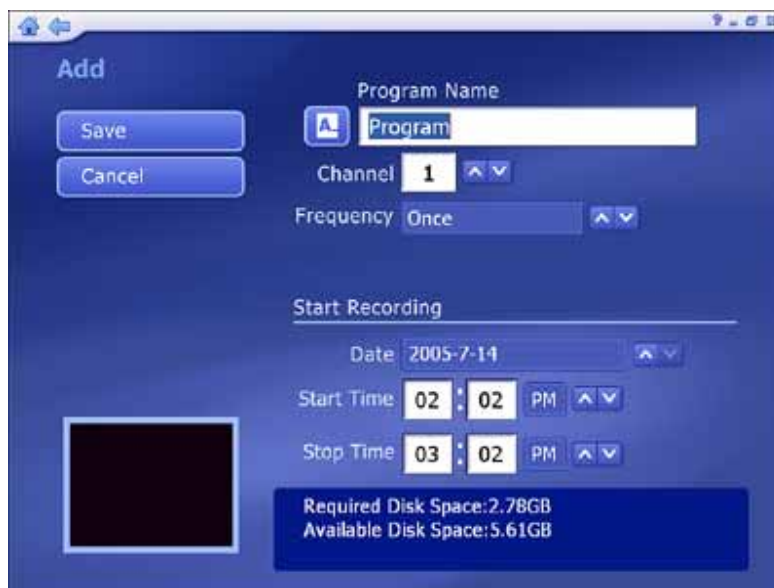 Add
Save
Cancel
Program Name
A
Program
Channel 1
Frequency Once
Start Recording
Date 2005-7-14
Start Time 02 : 02 PM
Stop Time 03 : 02 PM
Required Disk Space:2.78GB
Available Disk Space:5.61GB